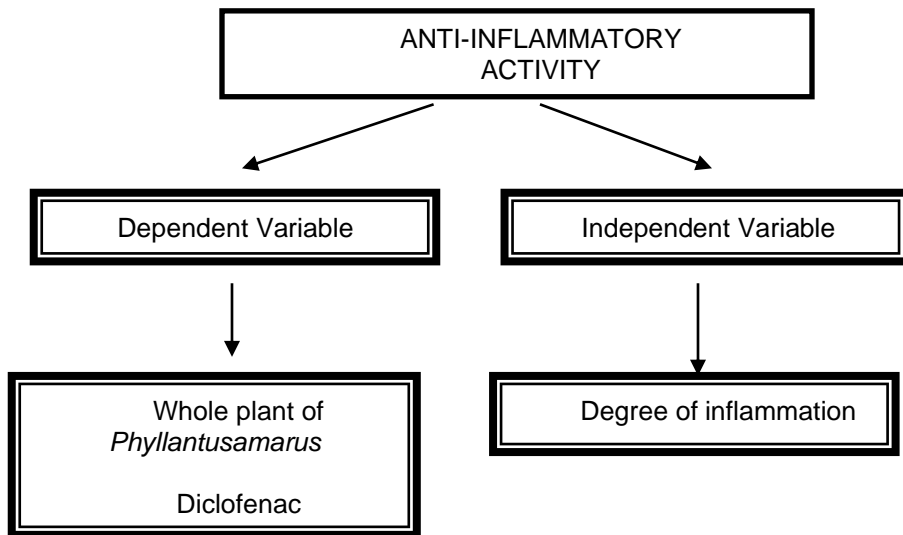 ANTI-INFLAMMATORY
ACTIVITY
Dependent Variable
Independent Variable
Whole plant of
Phyllantusamarus
Diclofenac
Degree of inflammation